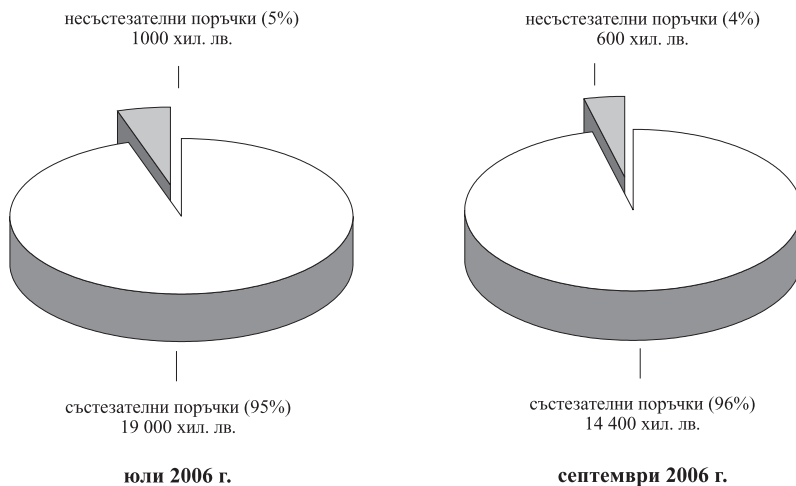 несъстезателни поръчки (5%)
1000 хил. лв.
състезателни поръчки (95%)
19 000 хил. лв.
юли 2006 г.
несъстезателни поръчки (4%)
600 хил. лв.
състезателни поръчки (96%)
14 400 хил. лв.
септември 2006 г.